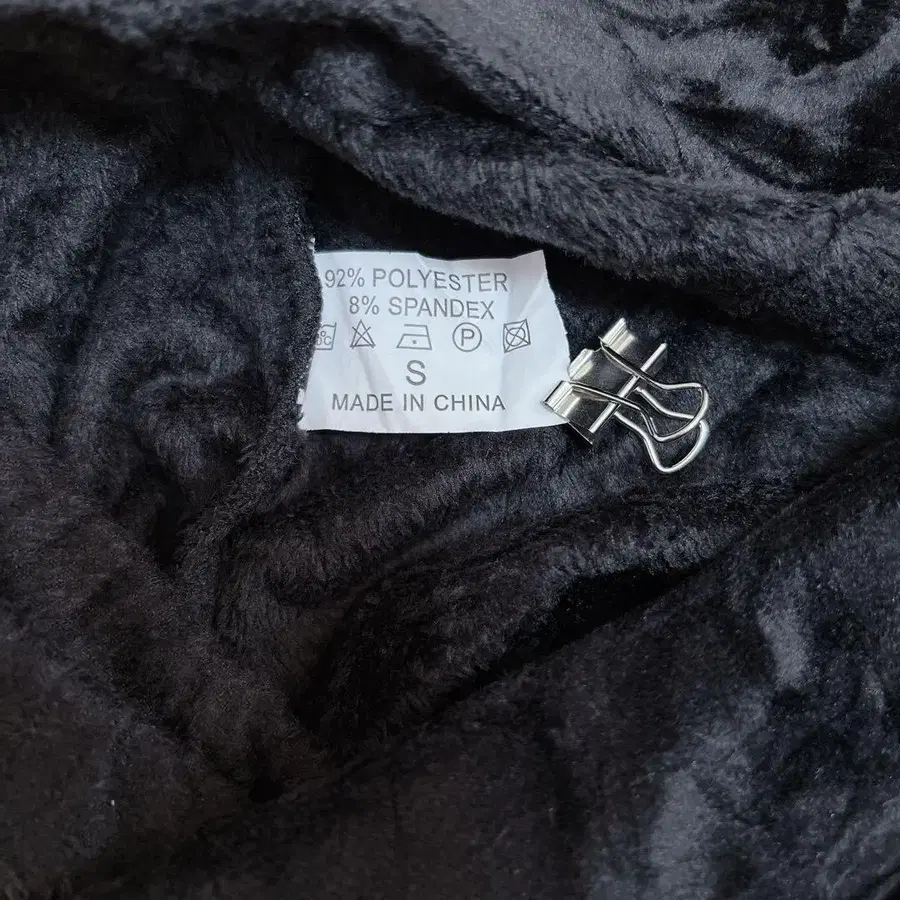 92% POLYESTER
8% SPANDEX
P
S
MADE IN CHINA